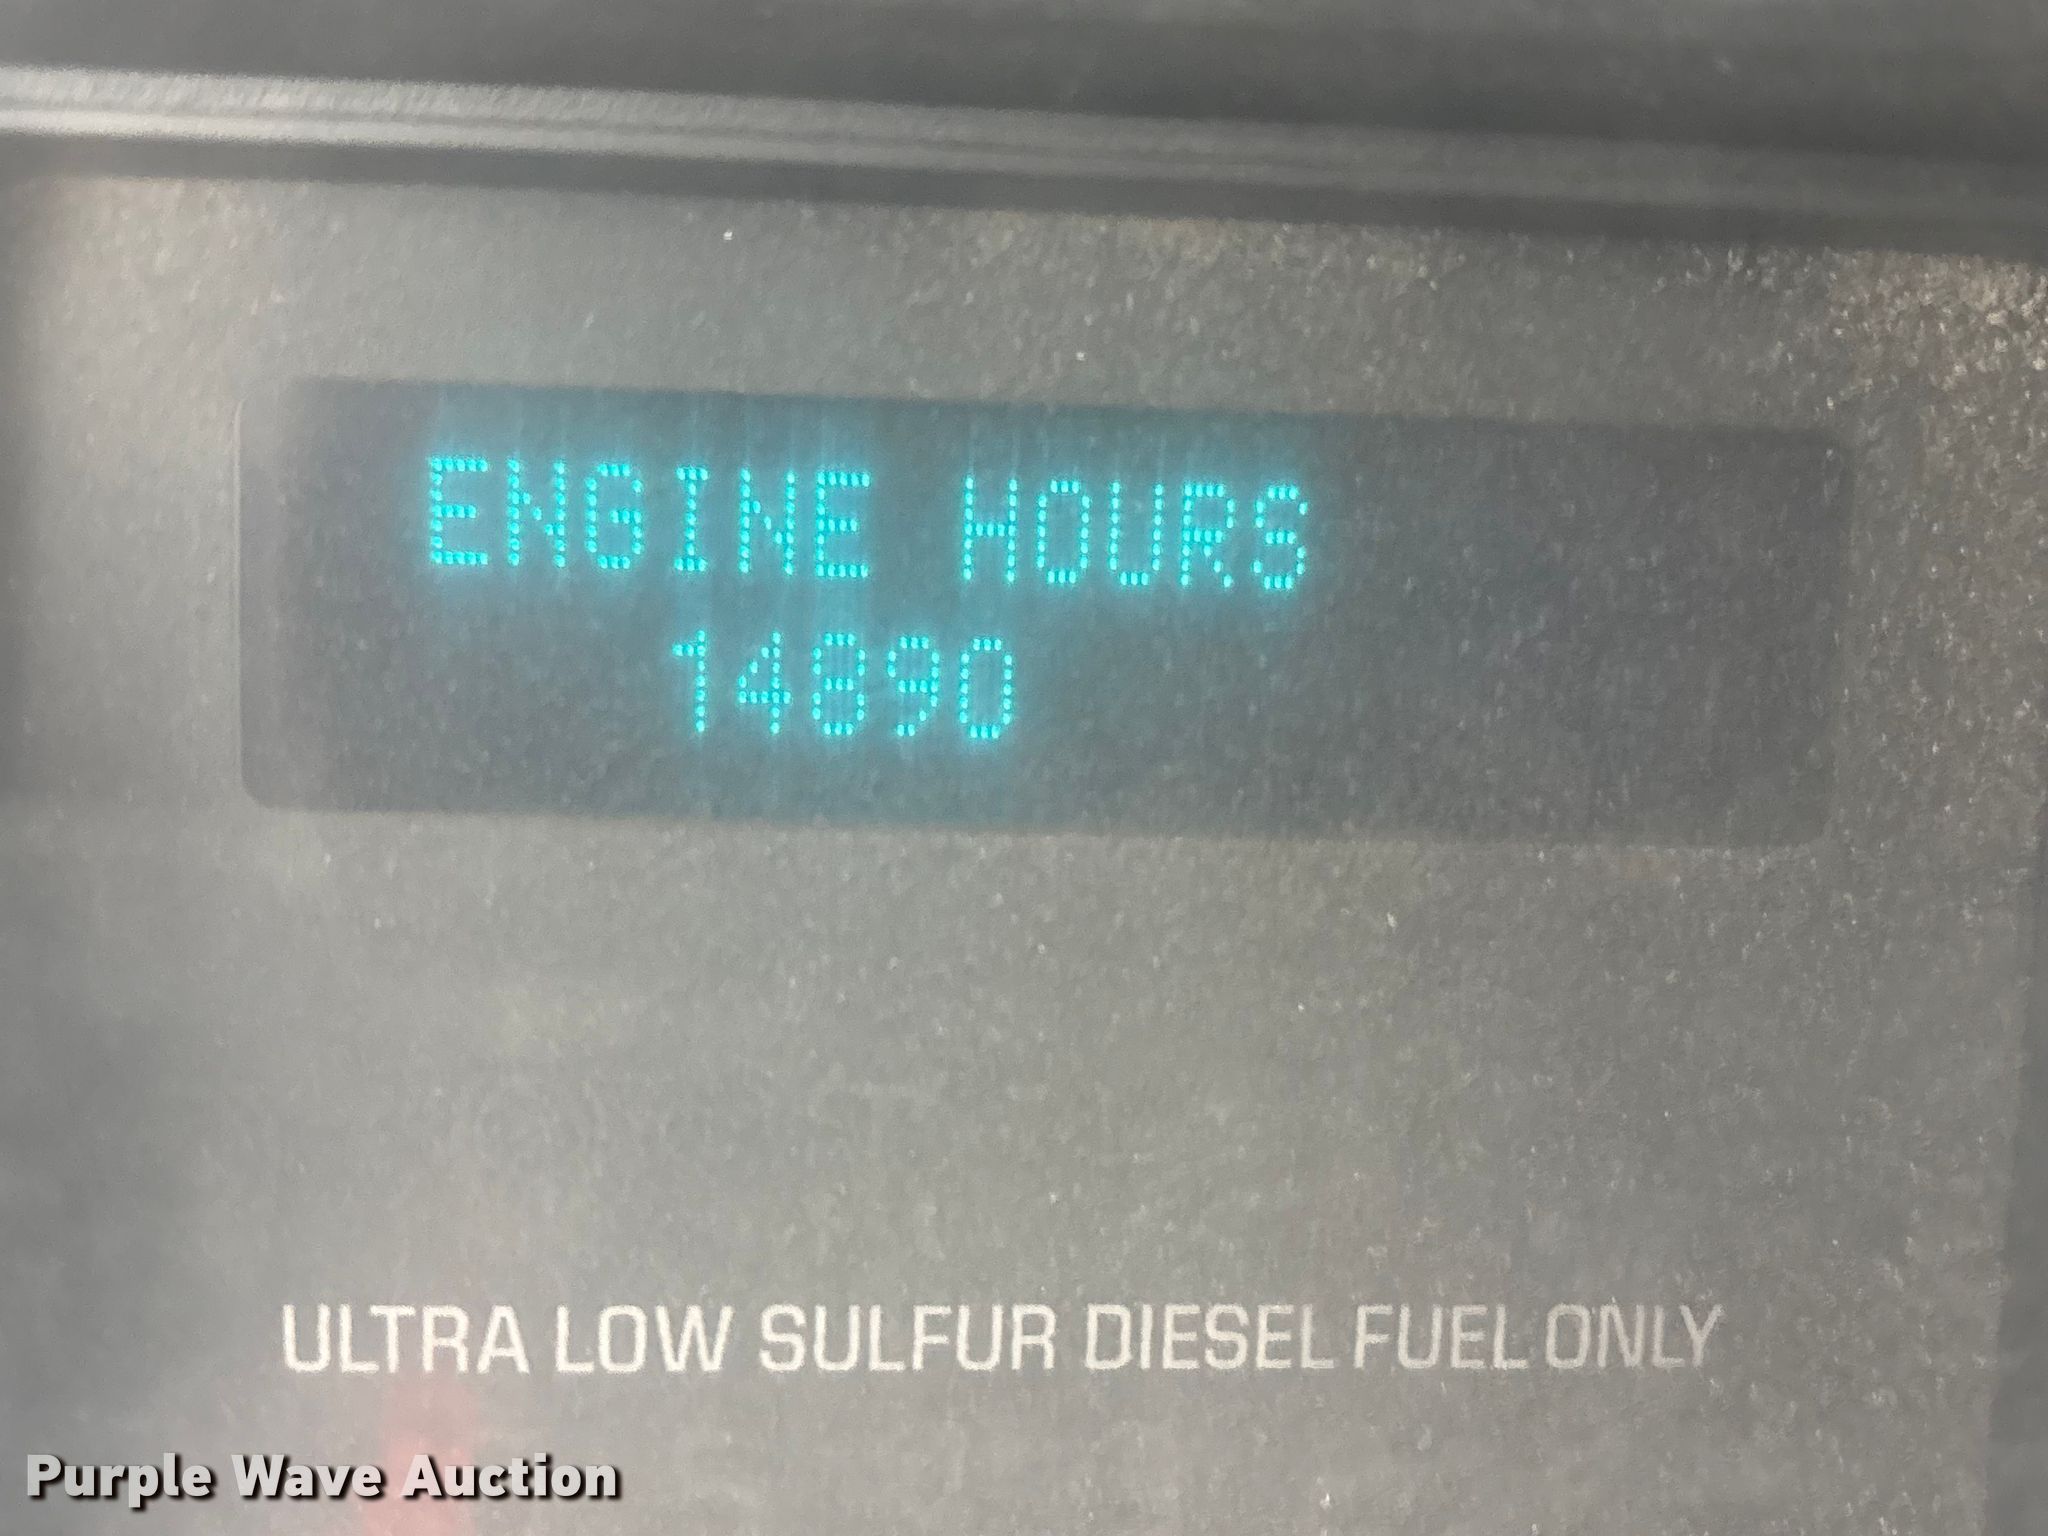 ENGINE HOURS
14890
ULTRA LOW SULFUR DIESEL FUEL ONLY
Purple Wave Auction